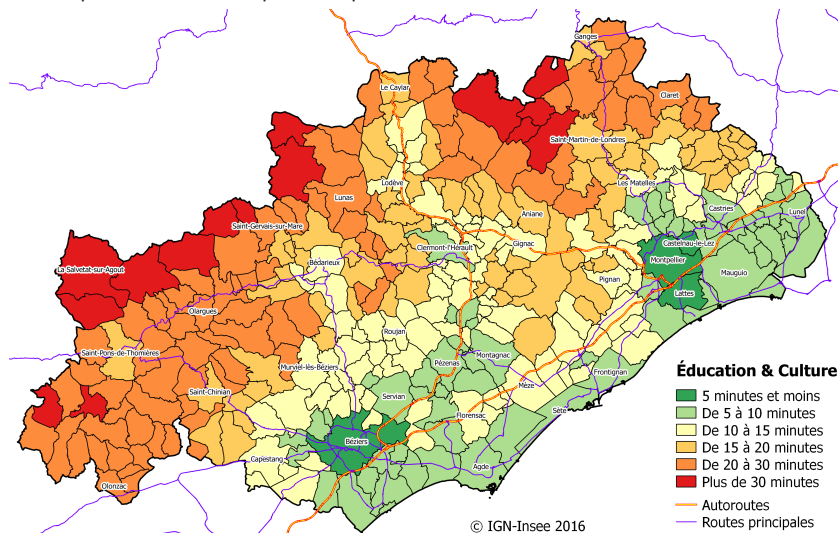 Ganges
Le Caylar
Claret
Saint-Martin-de-Londres
Lodève
Les Matelles
Lunas
Castries
Lunel
Aniane
Saint-Gervais-sur-Mare
Clermont-l'Hérault
Gignac
Castelnau-le-Lez
Montpellier
Bédarieux
La Salvetat-sur-Agout
Mauguio
Pignan
Lattes
Olargues
Roujan
Saint-Pons-de-Thomières
Montagnac
Pézenas
Murviel-lès-Béziers
Frontignan
Mèze
Saint-Chinian
Servian
Sète
Florensac
Béziers
Capestang
Agde
Olonzac
Éducation & Culture
5 minutes et moins
De 5 à 10 minutes
De 10 à 15 minutes
De 15 à 20 minutes
De 20 à 30 minutes
Plus de 30 minutes
Autoroutes
Routes principales
© IGN-Insee 2016